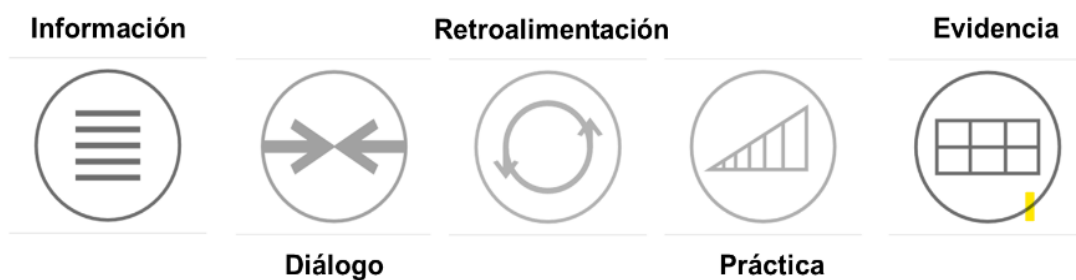 Información
Retroalimentación
Evidencia
Diálogo
Práctica